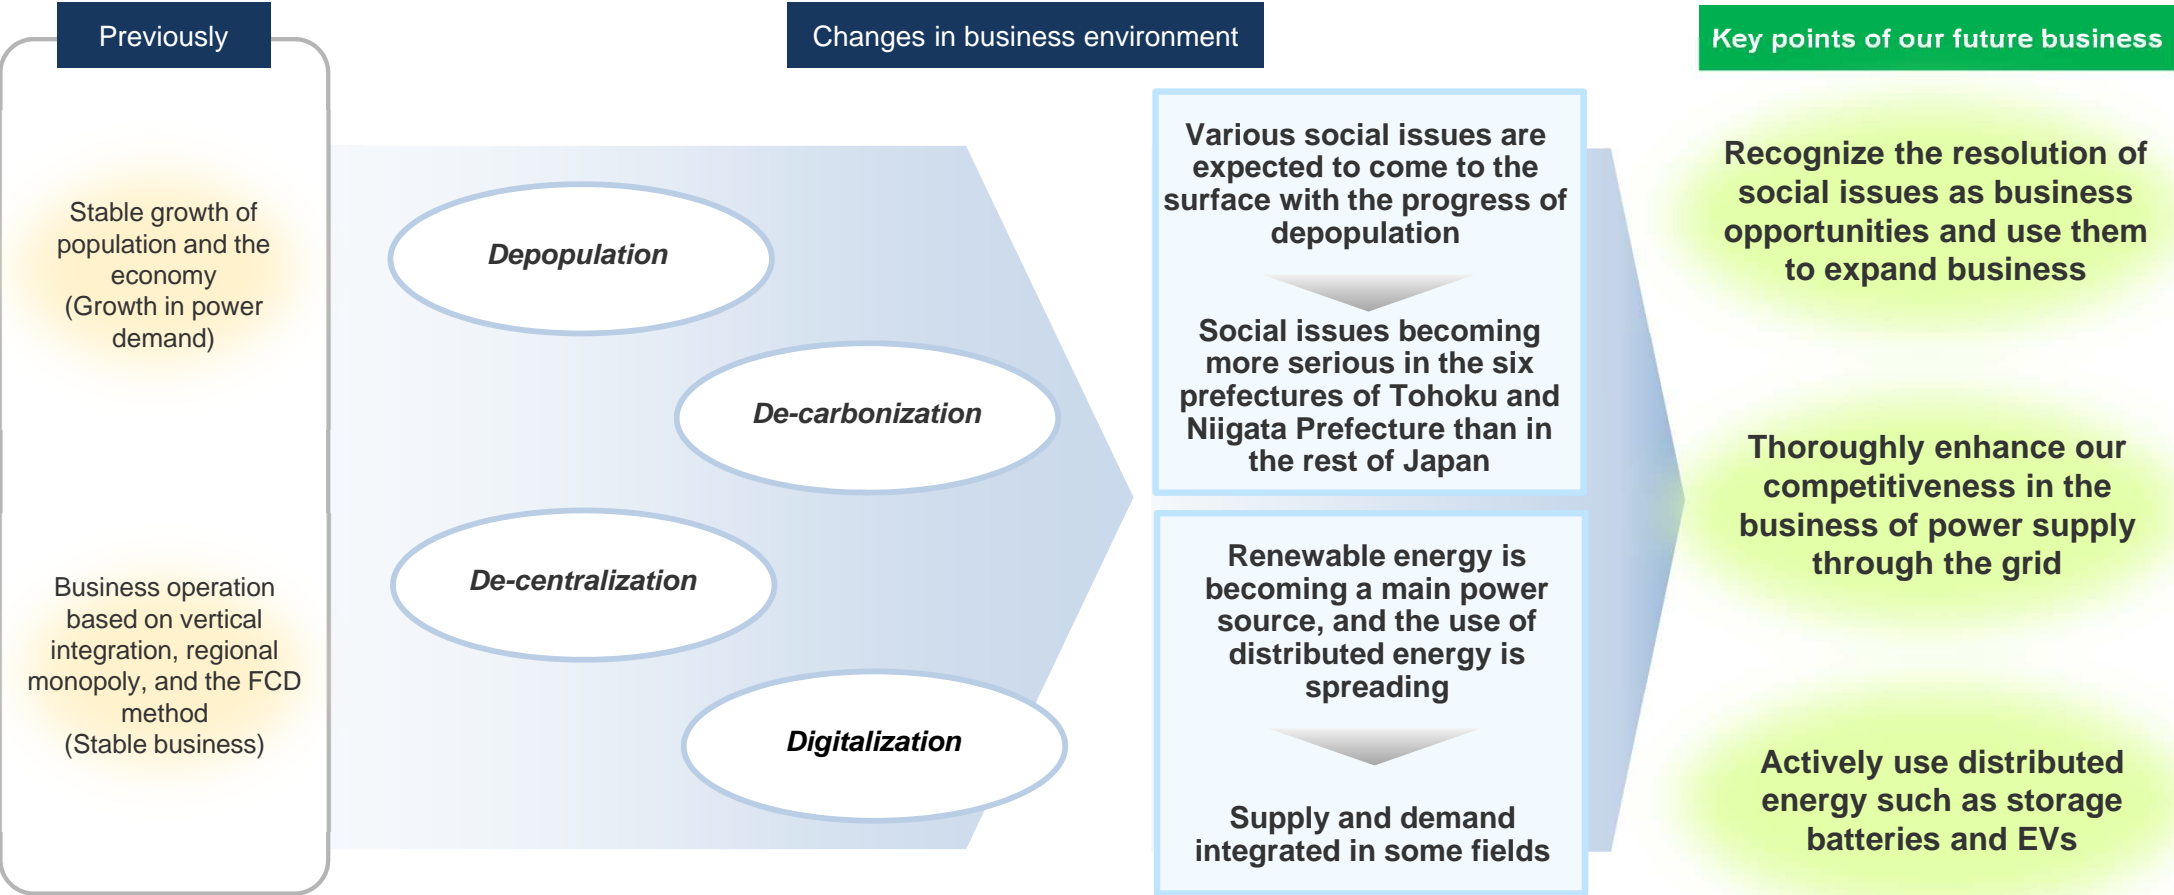 Previously
Changes in business environment
Key points of our future business
Stable growth of
population and the
economy
(Growth in power
demand)
Business operation
based on vertical
integration, regional
monopoly, and the FCD
method
(Stable business)
Depopulation
De-carbonization
De-centralization
Digitalization
Various social issues are
expected to come to the
surface with the progress of
depopulation
Social issues becoming
more serious in the six
prefectures of Tohoku and
Niigata Prefecture than in
the rest of Japan
Renewable energy is
becoming a main power
source, and the use of
distributed energy is
spreading
Supply and demand
integrated in some fields
Recognize the resolution of
social issues as business
opportunities and use them
to expand business
Thoroughly enhance our
competitiveness in the
business of power supply
through the grid
Actively use distributed
energy such as storage
batteries and EVs